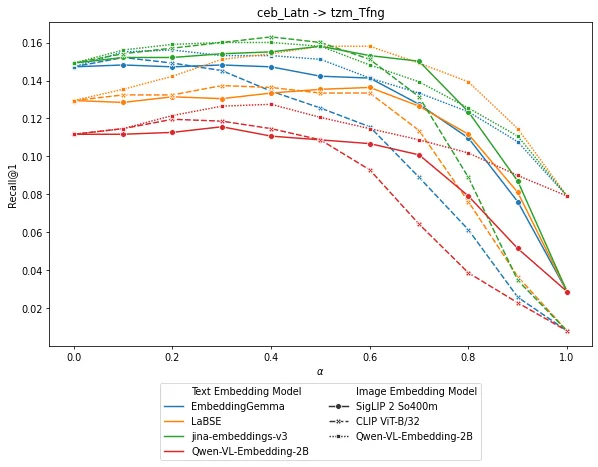 ceb_Latn -> tzm_Tfng
Recall@1
0.16
0.14
0.12
0.10
0.08
0.06
0.04
0.02
0.0 0.2 0.4 0.6 0.8 1.0
α
Text Embedding Model
EmbeddingGemma
LaBSE
jina-embeddings-v3
Qwen-VL-Embedding-2B
Image Embedding Model
SigLIP 2 So400m
CLIP ViT-B/32
Qwen-VL-Embedding-2B